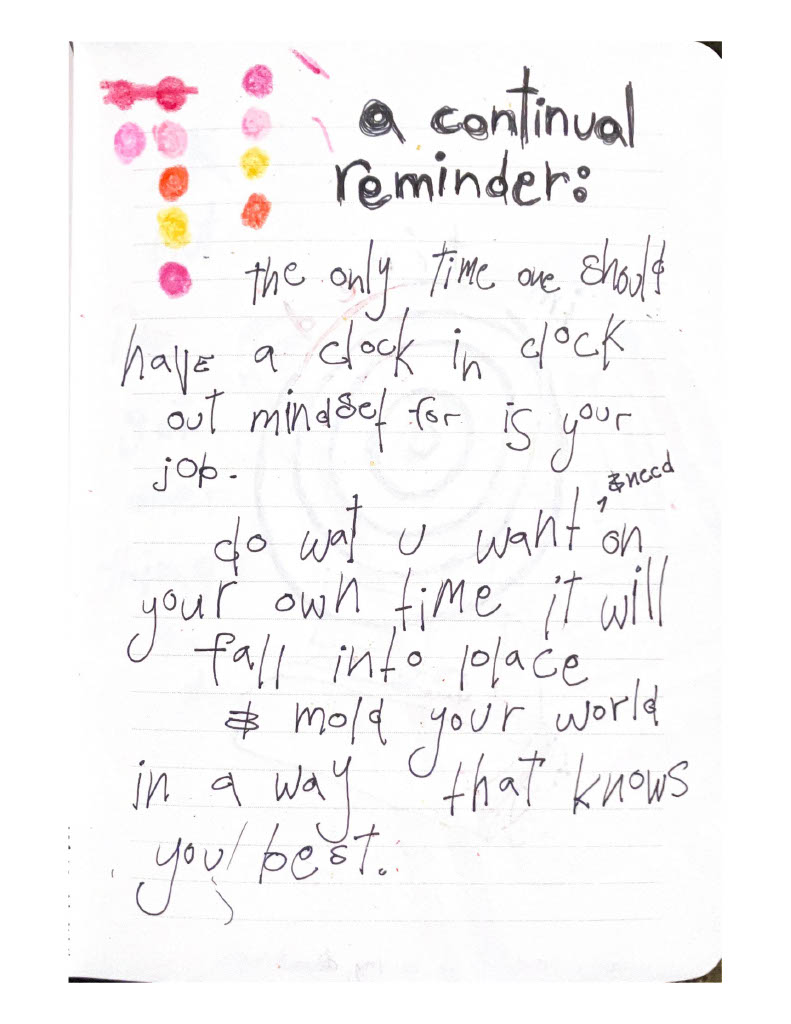 a continual
reminder:
the only time one should
have a clock in clock
out mindset for is your
job.
& need
do wat u want on
your own time it will
fall into place
& mold your world
in a way that knows
you best.